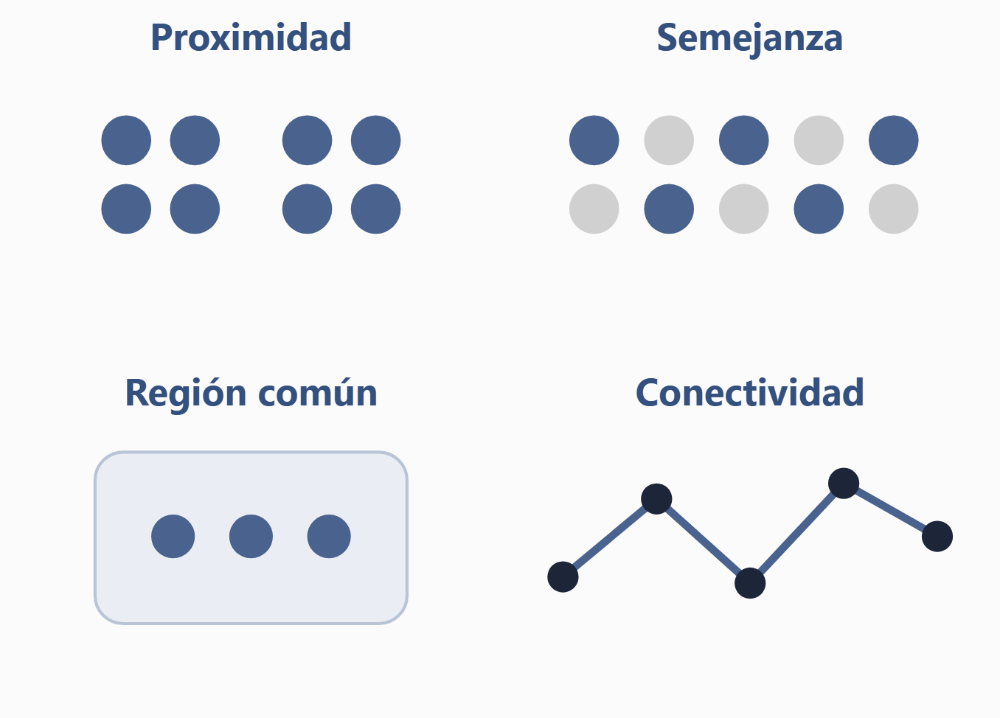 Proximidad
Semejanza
Región común
Conectividad